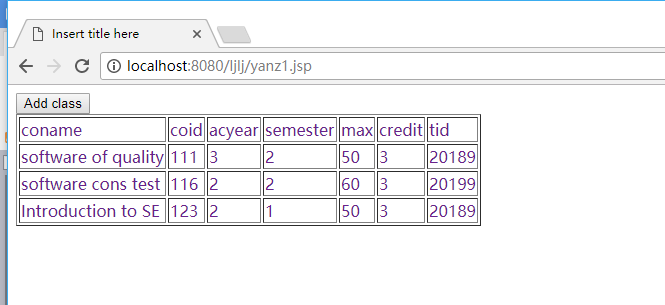 Insert title here
localhost:8080/ljlj/yanz1.jsp
Add class
coname coid acyear semester max credit tid
software of quality 111 3 2 50 3 20189
software cons test 116 2 2 60 3 20199
Introduction to SE 123 2 1 50 3 20189